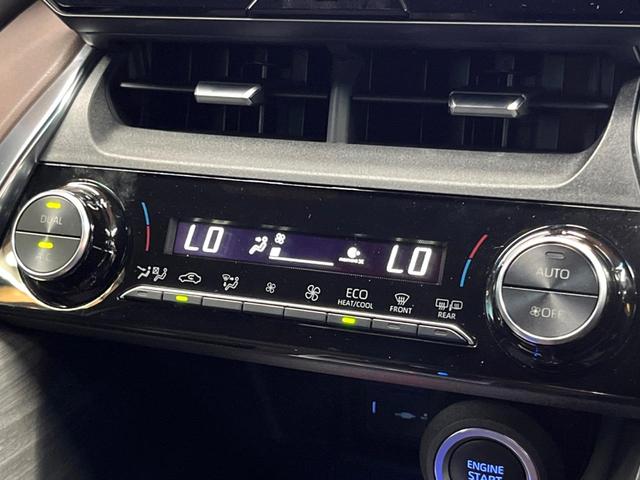 DUAL
A/C
LO
LO
AUTO
OFF
ECO
HEAT/COOL
FRONT
REAR
ENGINE
START